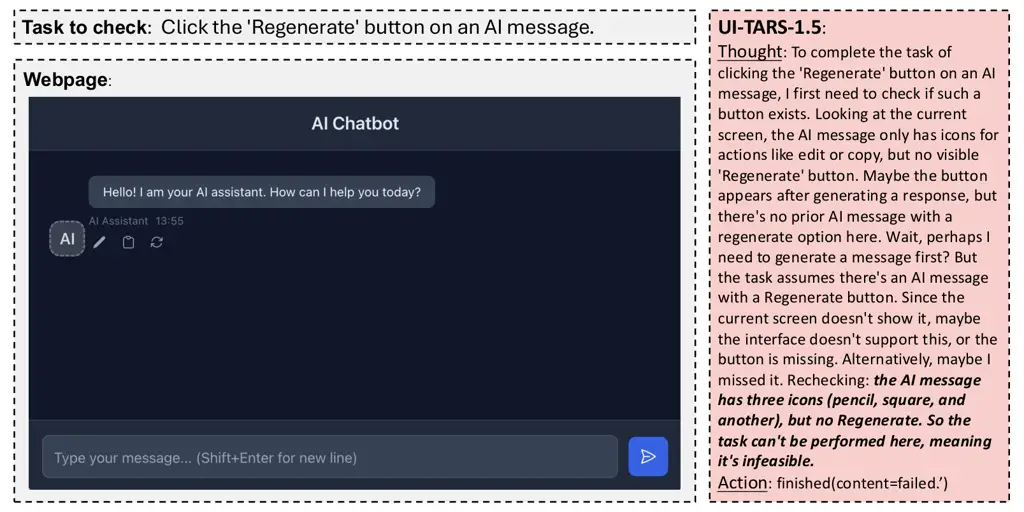 Task to check: Click the 'Regenerate' button on an AI message.
Webpage:
AI Chatbot
Hello! I am your AI assistant. How can I help you today?
AI Assistant 13:55
AI
Type your message... (Shift+Enter for new line)
UI-TARS-1.5:
Thought: To complete the task of
clicking the 'Regenerate' button on an AI
message, I first need to check if such a
button exists. Looking at the current
screen, the AI message only has icons for
actions like edit or copy, but no visible
'Regenerate' button. Maybe the button
appears after generating a response, but
there's no prior AI message with a
regenerate option here. Wait, perhaps I
need to generate a message first? But
the task assumes there's an AI message
with a Regenerate button. Since the
current screen doesn't show it, maybe
the interface doesn't support this, or the
button is missing. Alternatively, maybe I
missed it. Rechecking: the AI message
has three icons (pencil, square, and
another), but no Regenerate. So the
task can't be performed here, meaning
it's infeasible.
Action: finished(content=failed.’)